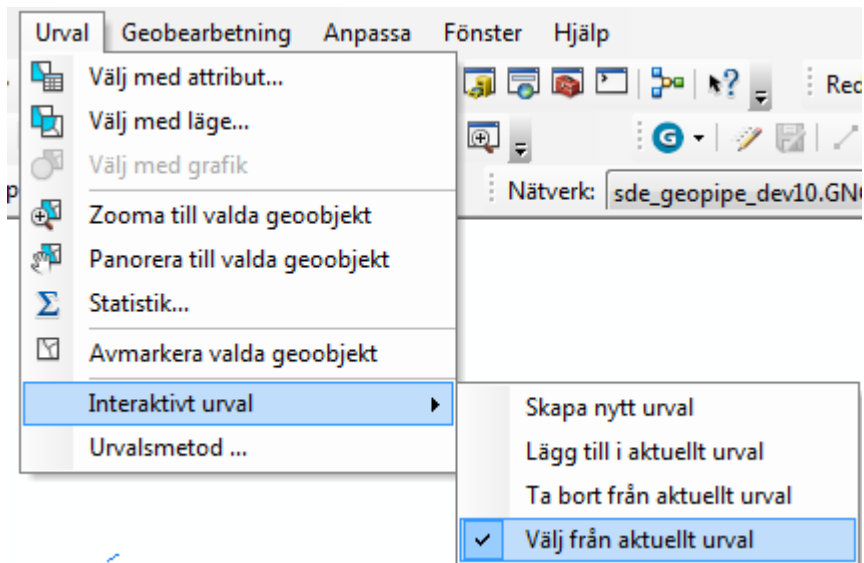 Urval Geobearbetning Anpassa Fönster Hjälp
Välj med attribut...
Red
Välj med läge...
G
Välj med grafik
p
Nätverk: sde_geopipe_dev10.GN
Zooma till valda geoobjekt
Panorera till valda geoobjekt
Statistik...
Avmarkera valda geoobjekt
Interaktivt urval
Urvalsmetod ...
Skapa nytt urval
Lägg till i aktuellt urval
Ta bort från aktuellt urval
Välj från aktuellt urval